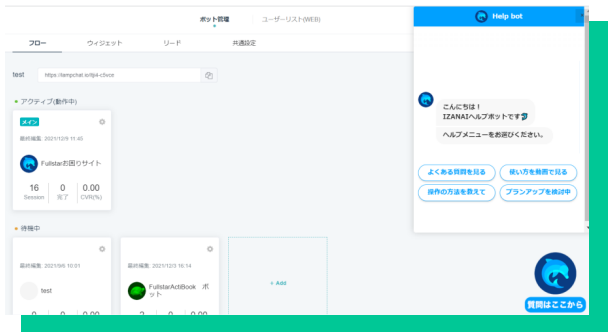 ボット管理
ユーザーリスト(WEB)
フロー
ウィジェット
リード
共通設定
test
アクティブ(動作中)
メイン
最終編集 2021/12/9 11:45
Fullstarお困りサイト
16
0
0.00
Session
完了
CVR(%)
待機中
最終編集 2021/9/6 10:01
test
最終編集 2021/12/3 16:14
FullstarActiBook ボット
+ Add
0
0
0.00
2
0
0.00
Help bot
こんにちは！
IZANAIヘルプボットです
ヘルプメニューをお選びください。
よくある質問を見る
使い方を動画で見る
操作の方法を教えて
プランアップを検討中
質問はここから